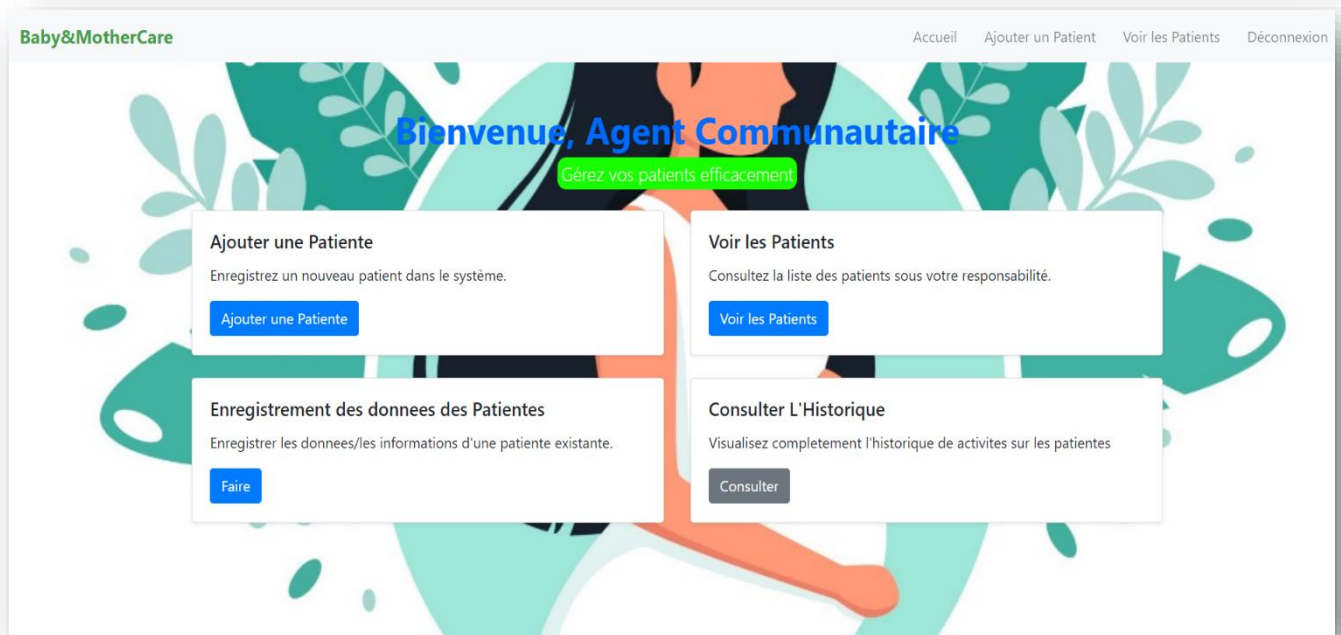 Baby&MotherCare
Accueil Ajouter un Patient Voir les Patients Déconnexion
Bienvenue, Agent Communautaire
Gérez vos patients efficacement
Ajouter une Patiente
Enregistrez un nouveau patient dans le système.
Ajouter une Patiente
Voir les Patients
Consultez la liste des patients sous votre responsabilité.
Voir les Patients
Enregistrement des donnees des Patientes
Enregistrer les donnees/les informations d'une patiente existante.
Faire
Consulter L'Historique
Visualisez completement l'historique de activites sur les patientes
Consulter